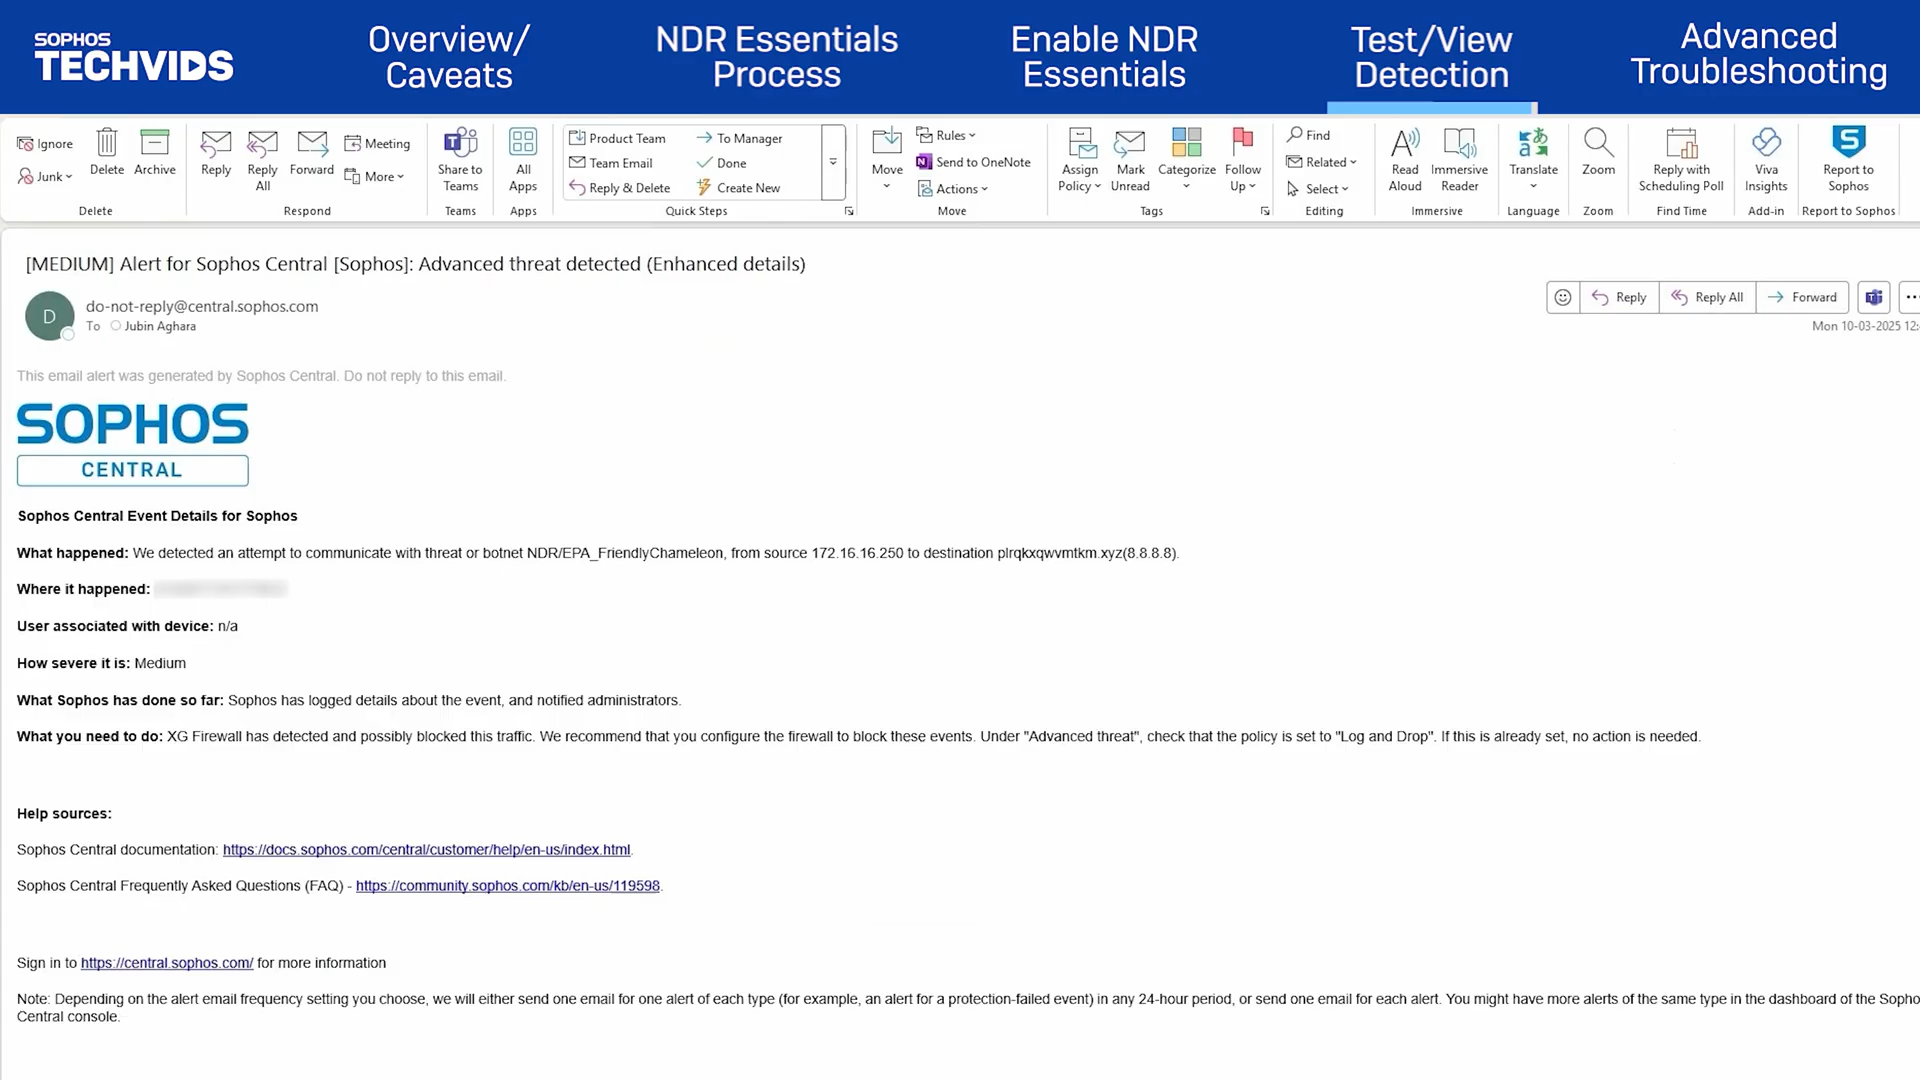 SOPHOS
TECHVIDS
Overview/
Caveats
NDR Essentials
Process
Enable NDR
Essentials
Test/View
Detection
Advanced
Troubleshooting
Ignore
Junk
Delete
Archive
Delete
Reply
Reply
All
Forward
Meeting
More
Respond
Share to
Teams
Teams
All
Apps
Apps
Product Team
Team Email
Reply & Delete
To Manager
Done
Create New
Quick Steps
Move
Rules
Send to OneNote
Actions
Move
Assign
Policy
Mark
Unread
Categorize
Follow
Up
Tags
Find
Related
Select
Editing
Read
Aloud
Immersive
Reader
Immersive
Translate
Language
Zoom
Zoom
Reply with
Scheduling Poll
Find Time
Viva
Insights
Add-in
Report to
Sophos
Report to Sophos
[MEDIUM] Alert for Sophos Central [Sophos]: Advanced threat detected (Enhanced details)
D
do-not-reply@central.sophos.com
To Jubin Aghara
Reply
Reply All
Forward
Mon 10-03-2025 12:
This email alert was generated by Sophos Central. Do not reply to this email.
SOPHOS
CENTRAL
Sophos Central Event Details for Sophos
What happened: We detected an attempt to communicate with threat or botnet NDR/EPA_FriendlyChameleon, from source 172.16.16.250 to destination plrqkxqwvmtkm.xyz(8.8.8.8).
Where it happened:
User associated with device: n/a
How severe it is: Medium
What Sophos has done so far: Sophos has logged details about the event, and notified administrators.
What you need to do: XG Firewall has detected and possibly blocked this traffic. We recommend that you configure the firewall to block these events. Under "Advanced threat", check that the policy is set to "Log and Drop". If this is already set, no action is needed.
Help sources:
Sophos Central documentation: https://docs.sophos.com/central/customer/help/en-us/index.html.
Sophos Central Frequently Asked Questions (FAQ) - https://community.sophos.com/kb/en-us/119598.
Sign in to https://central.sophos.com/ for more information
Note: Depending on the alert email frequency setting you choose, we will either send one email for one alert of each type (for example, an alert for a protection-failed event) in any 24-hour period, or send one email for each alert. You might have more alerts of the same type in the dashboard of the Sopho
Central console.